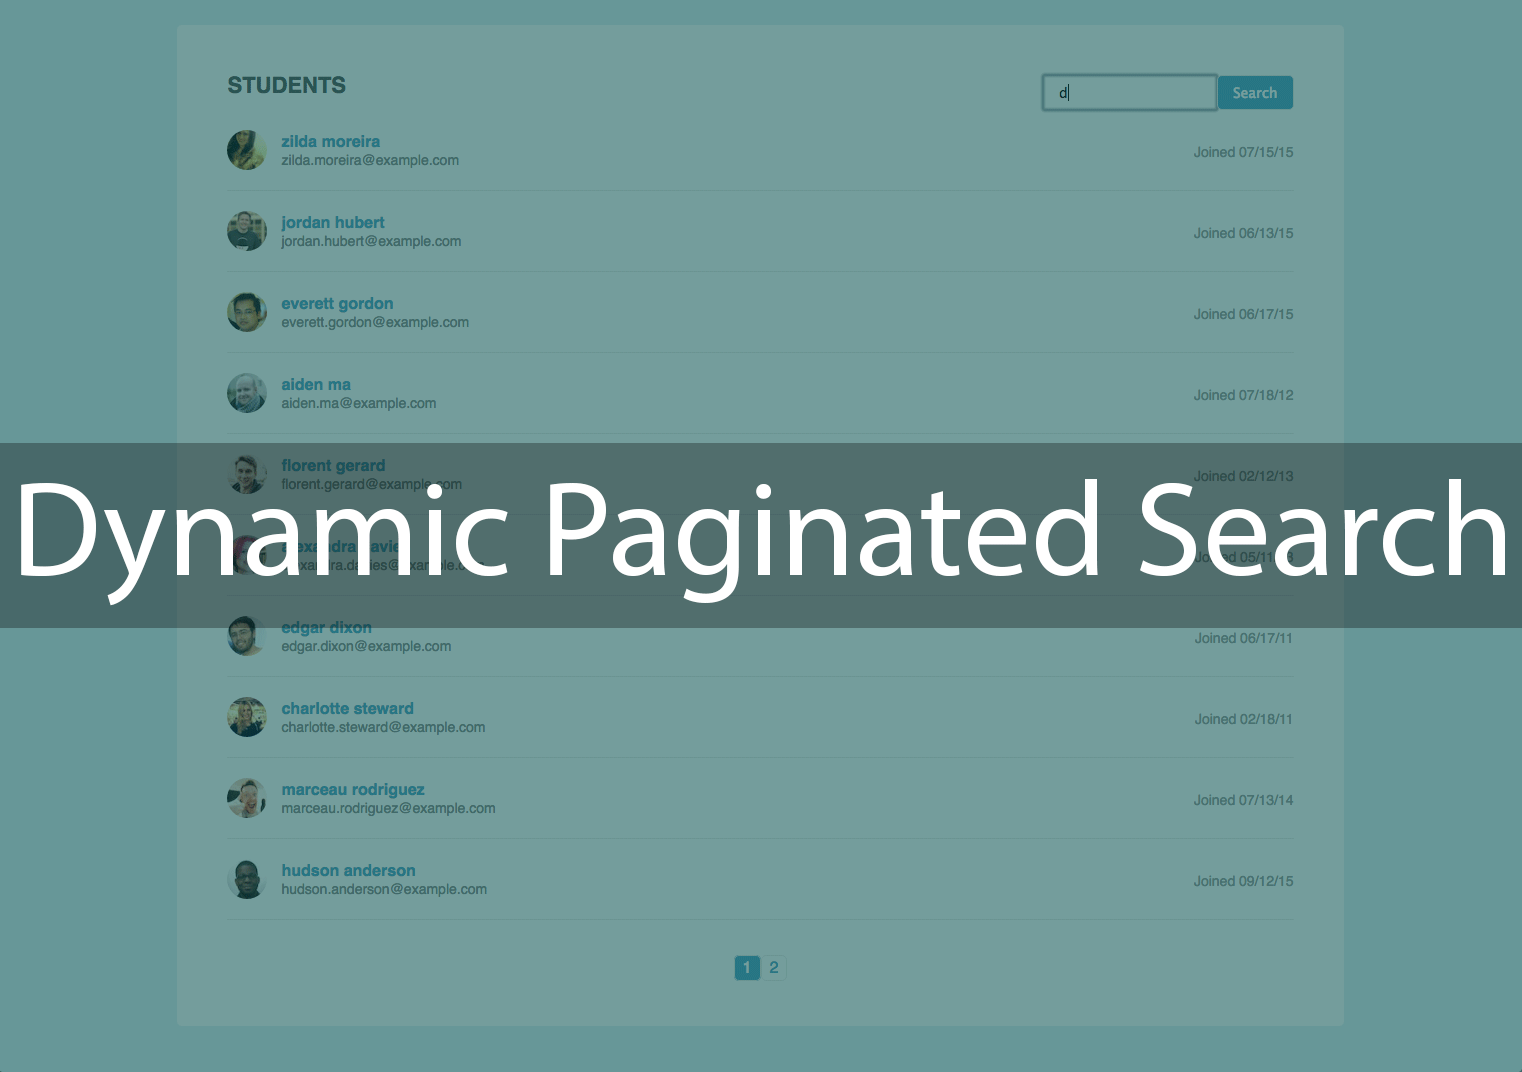 STUDENTS
d
Search
zilda moreira
zilda.moreira@example.com
Joined 07/15/15
jordan hubert
jordan.hubert@example.com
Joined 06/13/15
everett gordon
everett.gordon@example.com
Joined 06/17/15
aiden ma
aiden.ma@example.com
Joined 07/18/12
florent gerard
florent.gerard@example.com
Joined 02/12/13
Dynamic Paginated Search
edgar dixon
edgar.dixon@example.com
Joined 06/17/11
charlotte steward
charlotte.steward@example.com
Joined 02/18/11
marceau rodriguez
marceau.rodriguez@example.com
Joined 07/13/14
hudson anderson
hudson.anderson@example.com
Joined 09/12/15
1 2